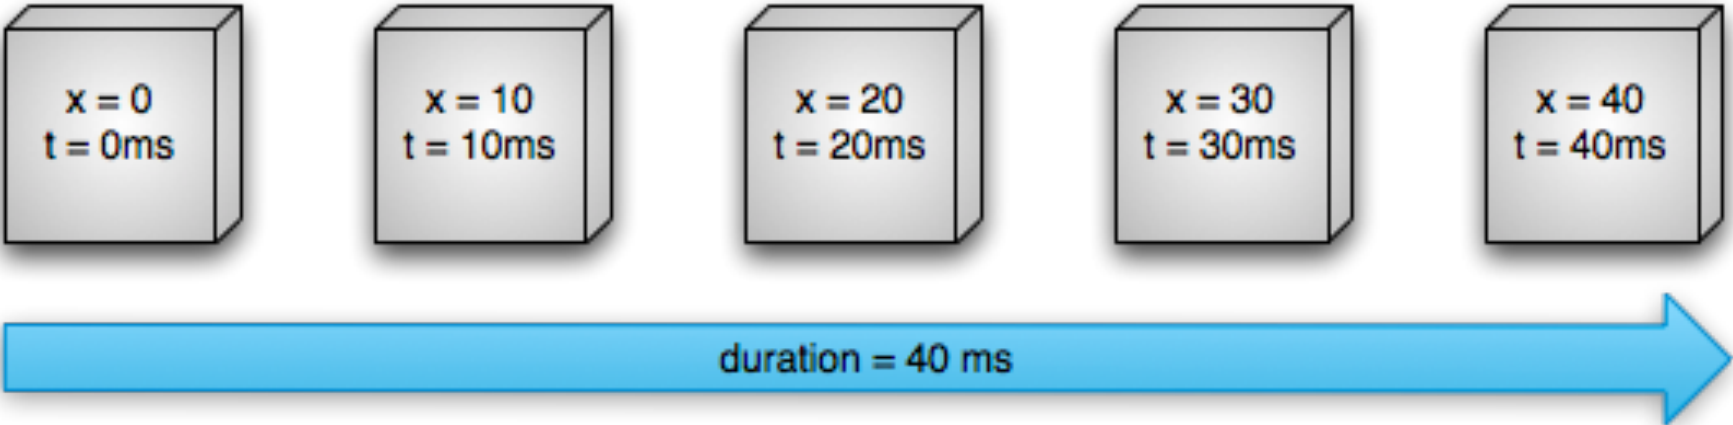 x = 0
t = 0ms
x = 10
t = 10ms
x = 20
t = 20ms
x = 30
t = 30ms
x = 40
t = 40ms
duration = 40 ms